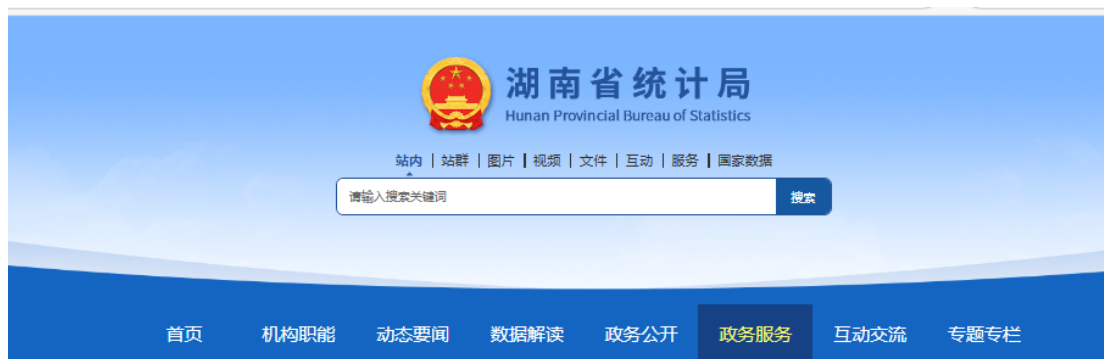 湖南省统计局
Hunan Provincial Bureau of Statistics
站内 | 站群 | 图片 | 视频 | 文件 | 互动 | 服务 | 国家数据
请输入搜索关键词 搜索
首页 机构职能 动态要闻 数据解读 政务公开 政务服务 互动交流 专题专栏